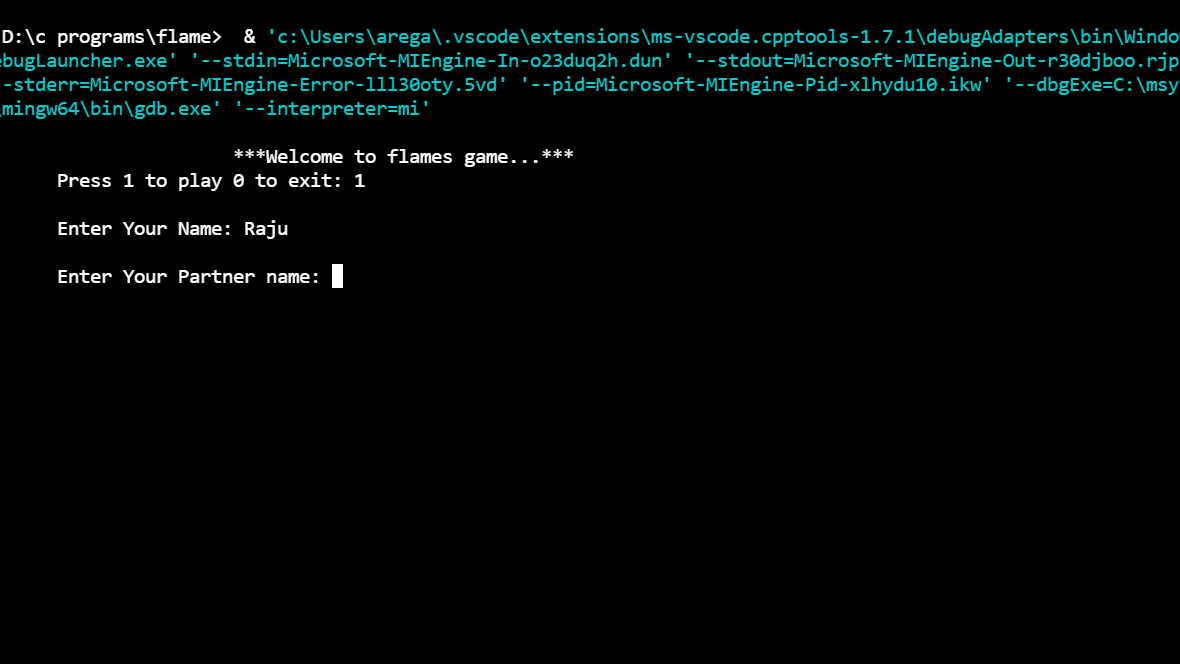 D:\c programs\flame>  & 'c:\Users\arega\.vscode\extensions\ms-vscode.cpptools-1.7.1\debugAdapters\bin\Windo
ebugLauncher.exe' '--stdin=Microsoft-MIEngine-In-o23duq2h.dun' '--stdout=Microsoft-MIEngine-Out-r30djboo.rjp
--stderr=Microsoft-MIEngine-Error-lll30oty.5vd' '--pid=Microsoft-MIEngine-Pid-xlhydu10.ikw' '--dbgExe=C:\msy
\mingw64\bin\gdb.exe' '--interpreter=mi'
***Welcome to flames game...***
Press 1 to play 0 to exit: 1
Enter Your Name: Raju
Enter Your Partner name: